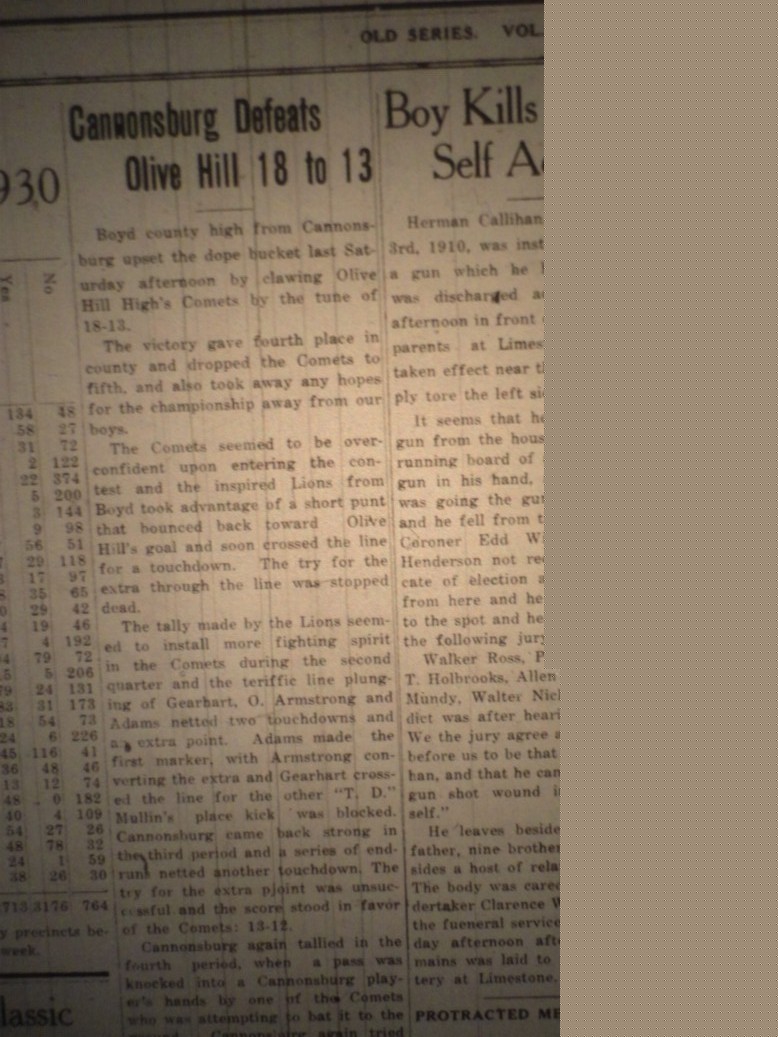 OLD SERIES. VOL.
930
Yes
No
134 48
58 27
31 72
2 122
22 374
5 200
3 144
9 98
56 51
29 118
17 97
35 65
29 42
19 46
4 192
79 72
5 206
24 131
31 173
54 73
6 226
45 116 41
36 48 46
13 12 74
48 0 182
40 4 109
54 27 26
48 78 32
24 1 59
38 26 30
713 3176 764
y precincts be-
week.
lassic
Cannonsburg Defeats
Olive Hill 18 to 13
Boyd county high from Cannons-
burg upset the dope bucket last Sat-
urday afternoon by clawing Olive
Hill High's Comets by the tune of
18-13.
The victory gave fourth place in
county and dropped the Comets to
fifth, and also took away any hopes
for the championship away from our
boys.
The Comets seemed to be over-
confident upon entering the con-
test and the inspired Lions from
Boyd took advantage of a short punt
that bounced back toward Olive
Hill's goal and soon crossed the line
for a touchdown. The try for the
extra through the line was stopped
dead.
The tally made by the Lions seem-
ed to install more fighting spirit
in the Comets during the second
quarter and the teriffic line plung-
ing of Gearhart, O. Armstrong and
Adams netted two touchdowns and
an extra point. Adams made the
first marker, with Armstrong con-
verting the extra and Gearhart cross-
ed the line for the other "T. D."
Mullin's place kick was blocked.
Cannonsburg came back strong in
the third period and a series of end-
runs netted another touchdown. The
try for the extra pjoint was unsuc-
cessful and the score stood in favor
of the Comets: 13-12.
Cannonsburg again tallied in the
fourth period, when a pass was
knocked into a Cannonsburg play-
er's hands by one of the Comets
who was attempting to bat it to the
again tried
Boy Kills
Self A
Herman Callihan
3rd, 1910, was inst
a gun which he
was discharged a
afternoon in front
parents at Limes
taken effect near t
ply tore the left si
It seems that he
gun from the hous
running board of
gun in his hand,
was going the gu
and he fell from t
Coroner Edd W
Henderson not re
cate of election a
from here and he
to the spot and he
the following jury
Walker Ross, P
T. Holbrooks, Allen
Mundy, Walter Nic
dict was after heari
We the jury agree a
before us to be that
han, and that he can
gun shot wound i
self."
He leaves beside
father, nine brother
sides a host of rela
The body was cared
dertaker Clarence W
the fueneral service
day afternoon aft
mains was laid to
tery at Limestone.
PROTRACTED ME